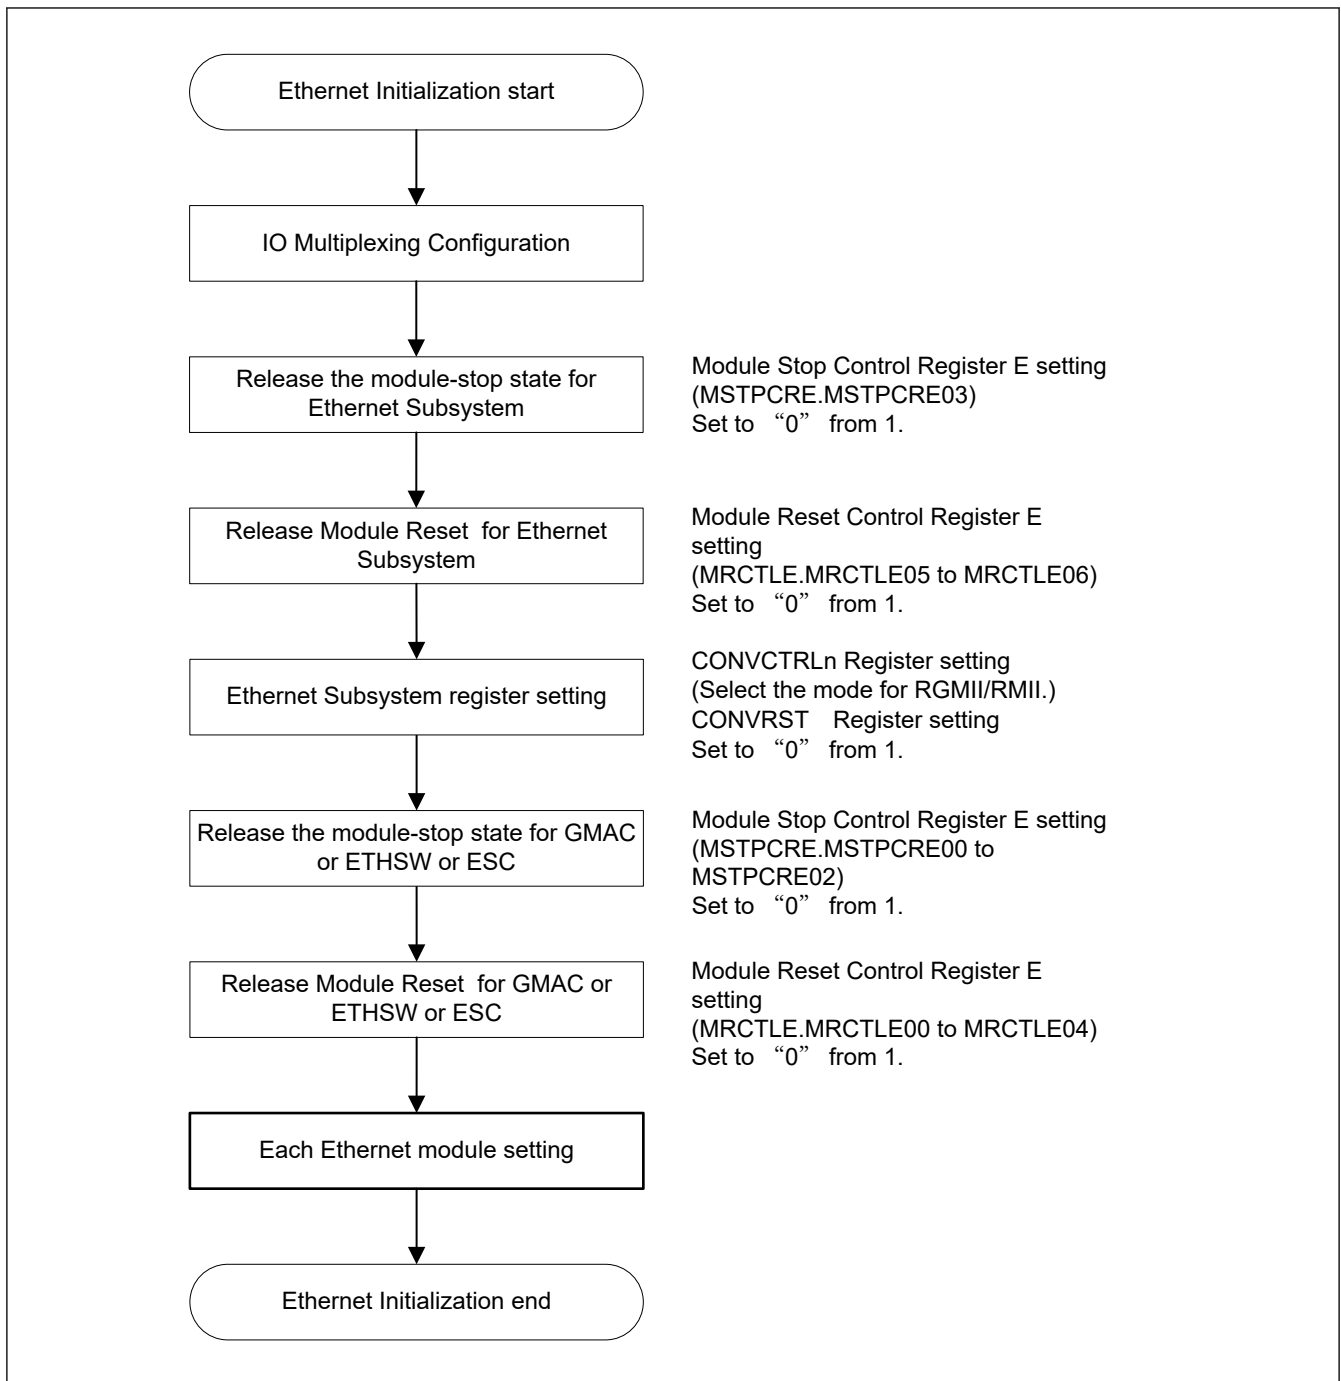 Ethernet Initialization start
IO Multiplexing Configuration
Release the module-stop state for
Ethernet Subsystem
Module Stop Control Register E setting
(MSTPCRE.MSTPCRE03)
Set to “0” from 1.
Release Module Reset for Ethernet
Subsystem
Module Reset Control Register E
setting
(MRCTLE.MRCTLE05 to MRCTLE06)
Set to “0” from 1.
Ethernet Subsystem register setting
CONVCTRLn Register setting
(Select the mode for RGMII/RMII.)
CONVRST Register setting
Set to “0” from 1.
Release the module-stop state for GMAC
or ETHSW or ESC
Module Stop Control Register E setting
(MSTPCRE.MSTPCRE00 to
MSTPCRE02)
Set to “0” from 1.
Release Module Reset for GMAC or
ETHSW or ESC
Module Reset Control Register E
setting
(MRCTLE.MRCTLE00 to MRCTLE04)
Set to “0” from 1.
Each Ethernet module setting
Ethernet Initialization end